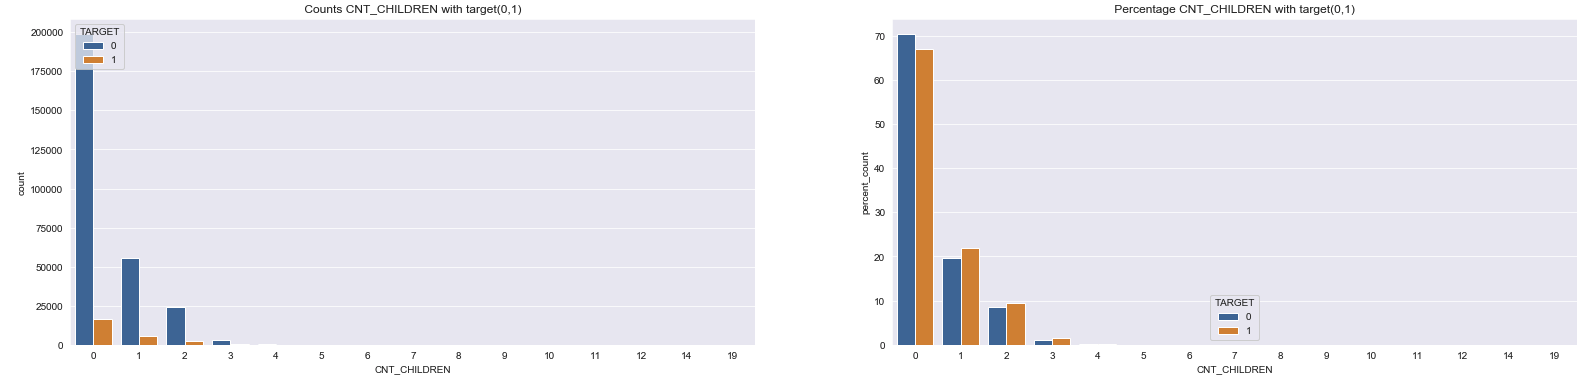 Counts CNT_CHILDREN with target(0,1)
TARGET
0
1
200000
175000
150000
125000
100000
75000
50000
25000
0
count
0 1 2 3 4 5 6 7 8 9 10 11 12 14 19
CNT_CHILDREN
Percentage CNT_CHILDREN with target(0,1)
70
60
50
40
30
20
10
0
percent_count
TARGET
0
1
0 1 2 3 4 5 6 7 8 9 10 11 12 14 19
CNT_CHILDREN